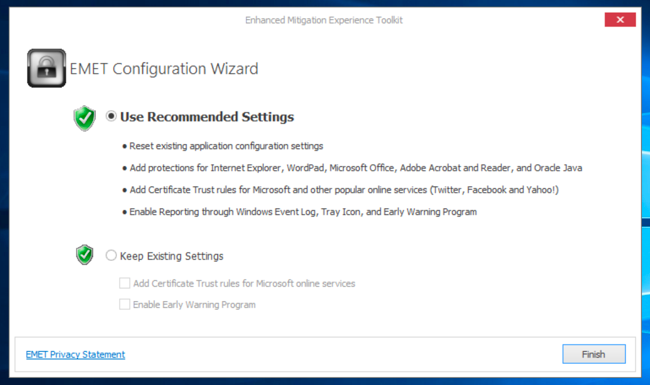 Enhanced Mitigation Experience Toolkit
EMET Configuration Wizard
Use Recommended Settings
• Reset existing application configuration settings
• Add protections for Internet Explorer, WordPad, Microsoft Office, Adobe Acrobat and Reader, and Oracle Java
• Add Certificate Trust rules for Microsoft and other popular online services (Twitter, Facebook and Yahoo!)
• Enable Reporting through Windows Event Log, Tray Icon, and Early Warning Program
Keep Existing Settings
Add Certificate Trust rules for Microsoft online services
Enable Early Warning Program
EMET Privacy Statement
Finish